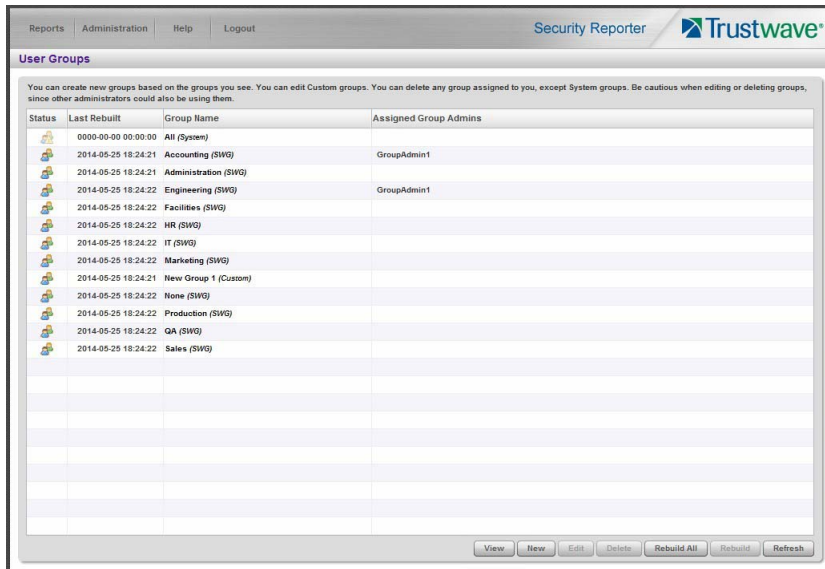 Reports Administration Help Logout Security Reporter Trustwave®
User Groups
You can create new groups based on the groups you see. You can edit Custom groups. You can delete any group assigned to you, except System groups. Be cautious when editing or deleting groups,
since other administrators could also be using them.
Status Last Rebuilt Group Name Assigned Group Admins
0000-00-00 00:00:00 All (System)
2014-05-25 18:24:21 Accounting (SWG) GroupAdmin1
2014-05-25 18:24:21 Administration (SWG)
2014-05-25 18:24:22 Engineering (SWG) GroupAdmin1
2014-05-25 18:24:22 Facilities (SWG)
2014-05-25 18:24:22 HR (SWG)
2014-05-25 18:24:22 IT (SWG)
2014-05-25 18:24:22 Marketing (SWG)
2014-05-25 18:24:21 New Group 1 (Custom)
2014-05-25 18:24:22 None (SWG)
2014-05-25 18:24:22 Production (SWG)
2014-05-25 18:24:22 QA (SWG)
2014-05-25 18:24:22 Sales (SWG)
View New Edit Delete Rebuild All Rebuild Refresh